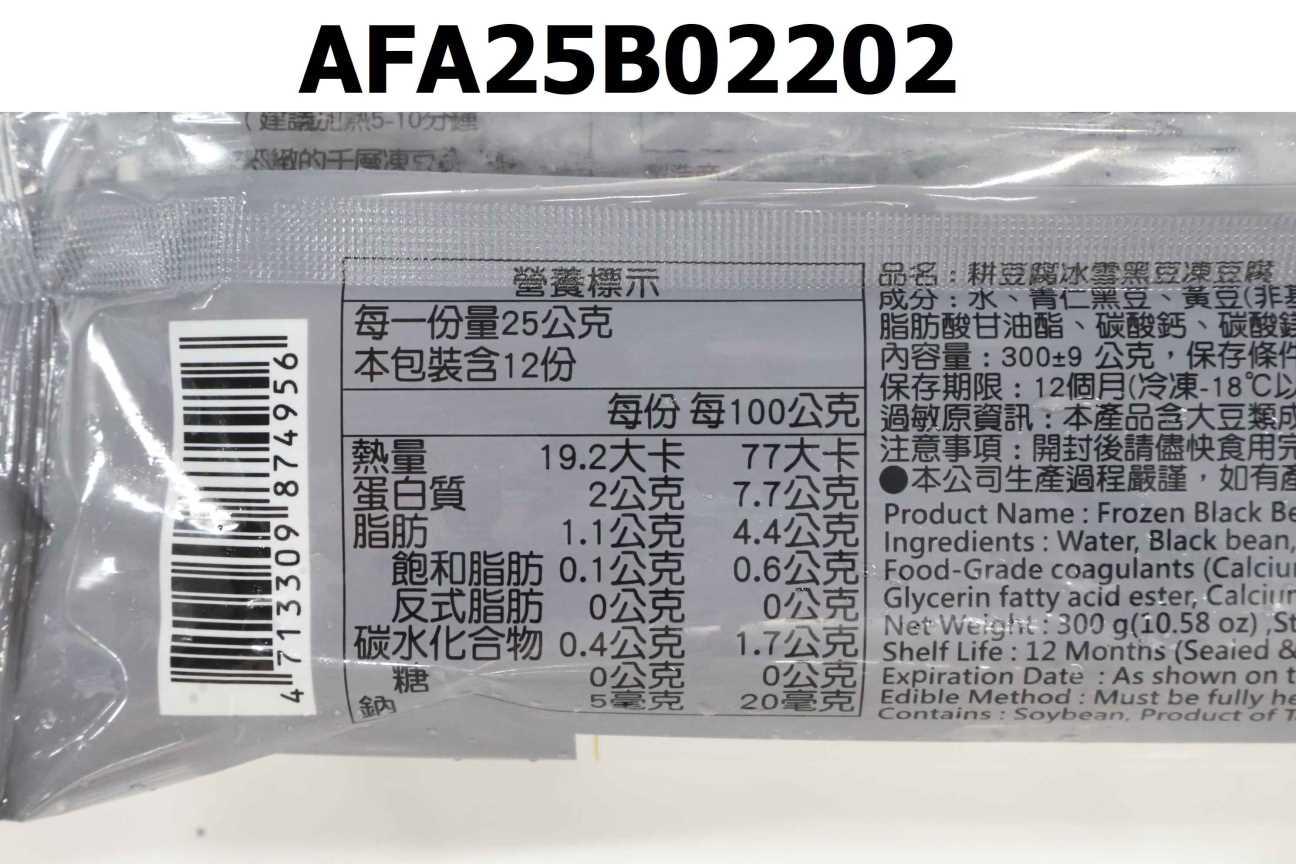 AFA25B02202
(建議加熱5-10分鐘
緻的千層凍豆
營養標示
每一份量25公克
本包裝含12份
每份 每100公克
熱量 19.2大卡 77大卡
蛋白質 2公克 7.7公克
脂肪 1.1公克 4.4公克
飽和脂肪 0.1公克 0.6公克
反式脂肪 0公克 0公克
碳水化合物 0.4公克 1.7公克
糖 0公克 0公克
鈉 5毫克 20毫克
4713309874956
品名：耕豆腐冰雪黑豆凍豆腐
成分：水、青仁黑豆、黃豆(非基
脂肪酸甘油酯、碳酸鈣、碳酸鎂
內容量：300±9 公克，保存條件
保存期限：12個月(冷凍-18℃以
過敏原資訊：本產品含大豆類成
注意事項：開封後請儘快食用完
●本公司生產過程嚴謹，如有產
Product Name : Frozen Black Be
Ingredients : Water, Black bean,
Food-Grade coagulants (Calciu
Glycerin fatty acid ester, Calciur
Net Weight : 300 g(10.58 oz) ,St
Shelf Life : 12 Months (Sealed &
Expiration Date : As shown on t
Edible Method : Must be fully he
Contains : Soybean. Product of T